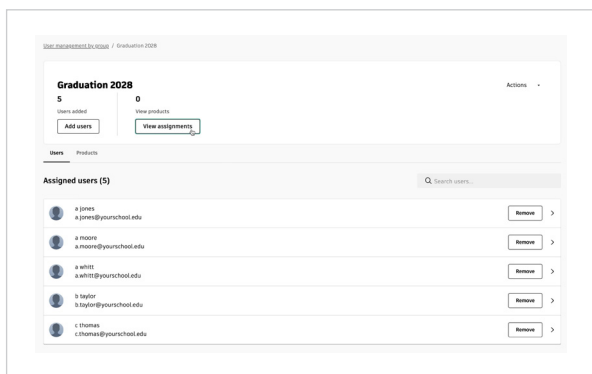 User management by group / Graduation 2028
Graduation 2028
Actions
5
0
Users added
View products
Add users
View assignments
Users
Products
Assigned users (5)
Search users...
a jones
a.jones@yourschool.edu
Remove
a moore
a.moore@yourschool.edu
Remove
a whitt
a.whitt@yourschool.edu
Remove
b taylor
b.taylor@yourschool.edu
Remove
c thomas
c.thomas@yourschool.edu
Remove